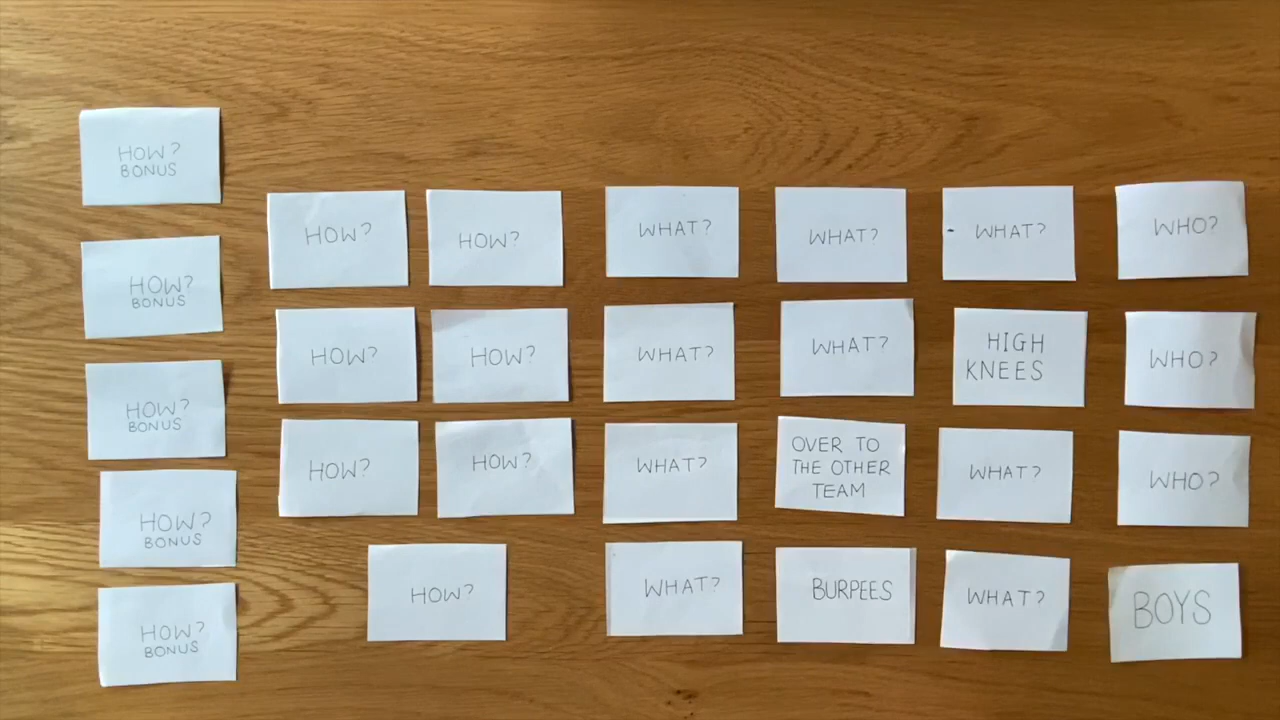 HOW?
BONUS
HOW?
BONUS
HOW?
BONUS
HOW?
BONUS
HOW?
BONUS
HOW?
HOW?
WHAT?
WHAT?
WHAT?
WHO?
HOW?
HOW?
WHAT?
WHAT?
HIGH
KNEES
WHO?
HOW?
HOW?
WHAT?
OVER TO
THE OTHER
TEAM
WHAT?
WHO?
HOW?
WHAT?
BURPEES
WHAT?
BOYS